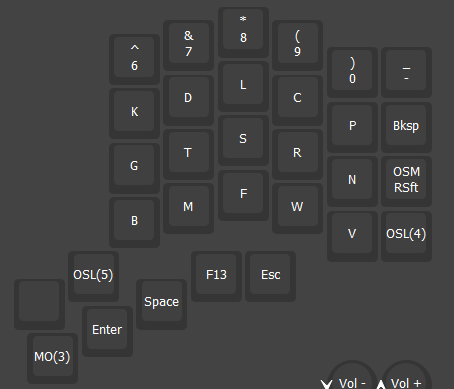 ^
6
&
7
*
8
(
9
)
0
_
-
K
D
L
C
P
Bksp
G
T
S
R
N
OSM
RSft
B
M
F
W
V
OSL(4)
OSL(5)
F13
Esc
Space
Enter
MO(3)
Vol -
Vol +